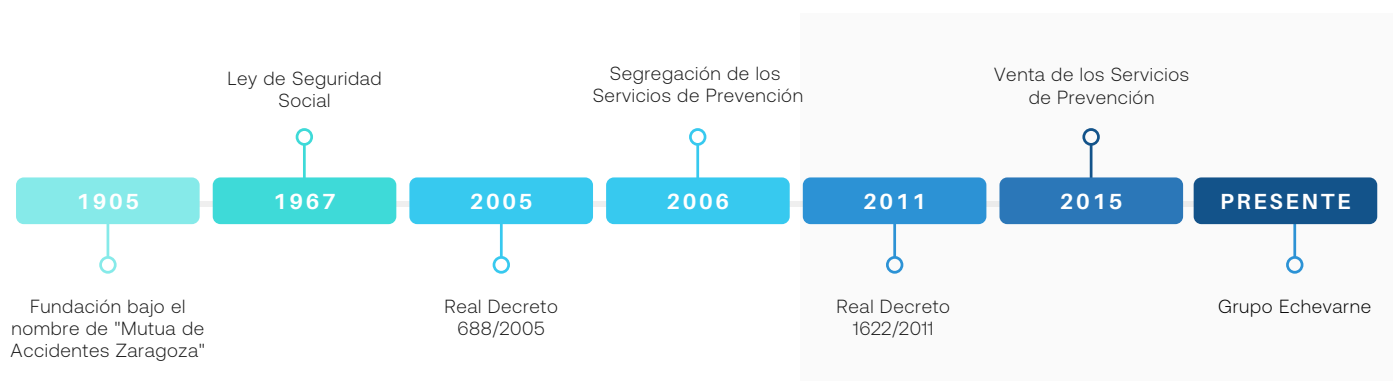 Ley de Seguridad
Social
Segregación de los
Servicios de Prevención
Venta de los Servicios
de Prevención
1905
1967
2005
2006
2011
2015
PRESENTE
Fundación bajo el
nombre de "Mutua de
Accidentes Zaragoza"
Real Decreto
688/2005
Real Decreto
1622/2011
Grupo Echevarne